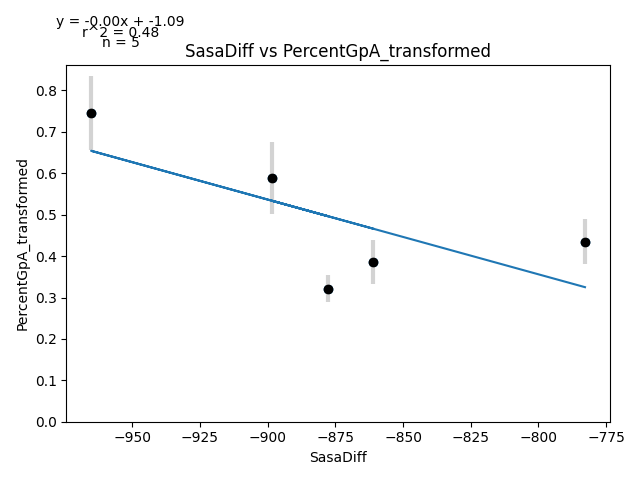 y = -0.00x + -1.09
r^2 = 0.48
n = 5
SasaDiff vs PercentGpA_transformed
PercentGpA_transformed
0.8
0.7
0.6
0.5
0.4
0.3
0.2
0.1
0.0
−950 −925 −900 −875 −850 −825 −800 −775
SasaDiff